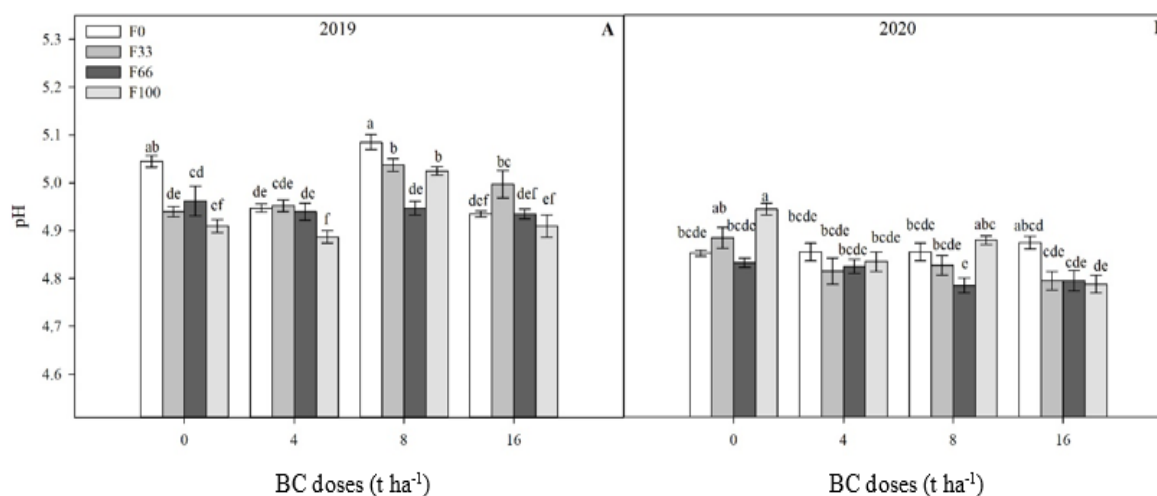 2019 A
F0
F33
F66
F100
5.3
5.2
5.1
5.0
4.9
4.8
4.7
4.6
pH
ab de cd ef
de cde de f
a b de b
def bc def ef
0 4 8 16
BC doses (t ha⁻¹)
2020
bcde ab bcde a
bcde bcde bcde bcde
bcde bcde e abc
abcd cde cde de
0 4 8 16
BC doses (t ha⁻¹)